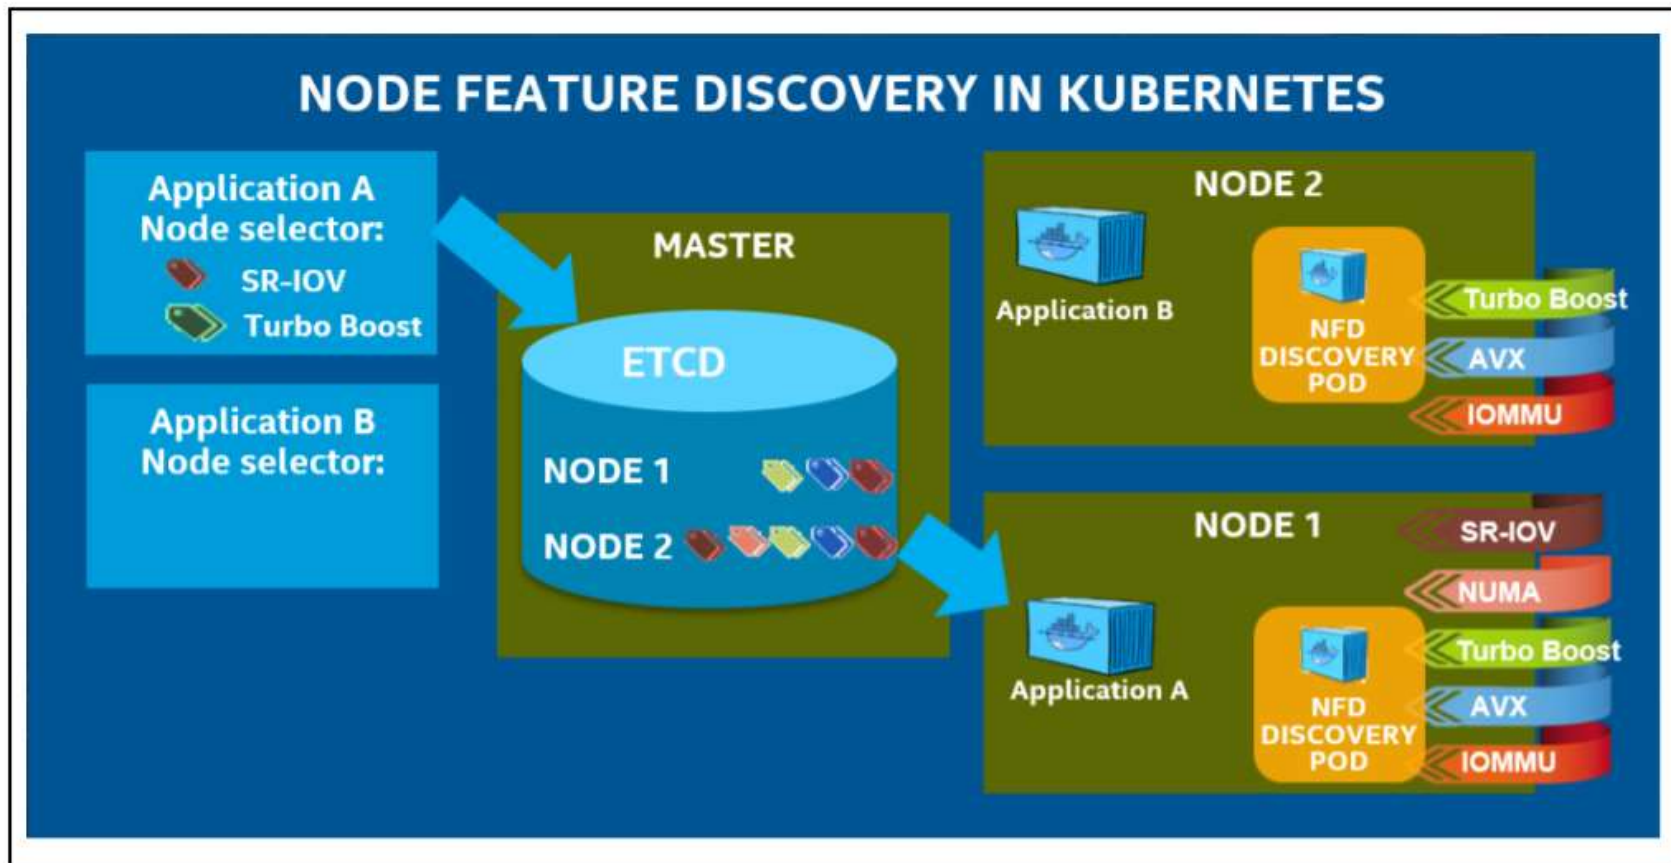 NODE FEATURE DISCOVERY IN KUBERNETES
Application A
Node selector:
SR-IOV
Turbo Boost
Application B
Node selector:
MASTER
ETCD
NODE 1
NODE 2
NODE 2
Application B
NFD
DISCOVERY
POD
Turbo Boost
AVX
IOMMU
NODE 1
Application A
NFD
DISCOVERY
POD
SR-IOV
NUMA
Turbo Boost
AVX
IOMMU